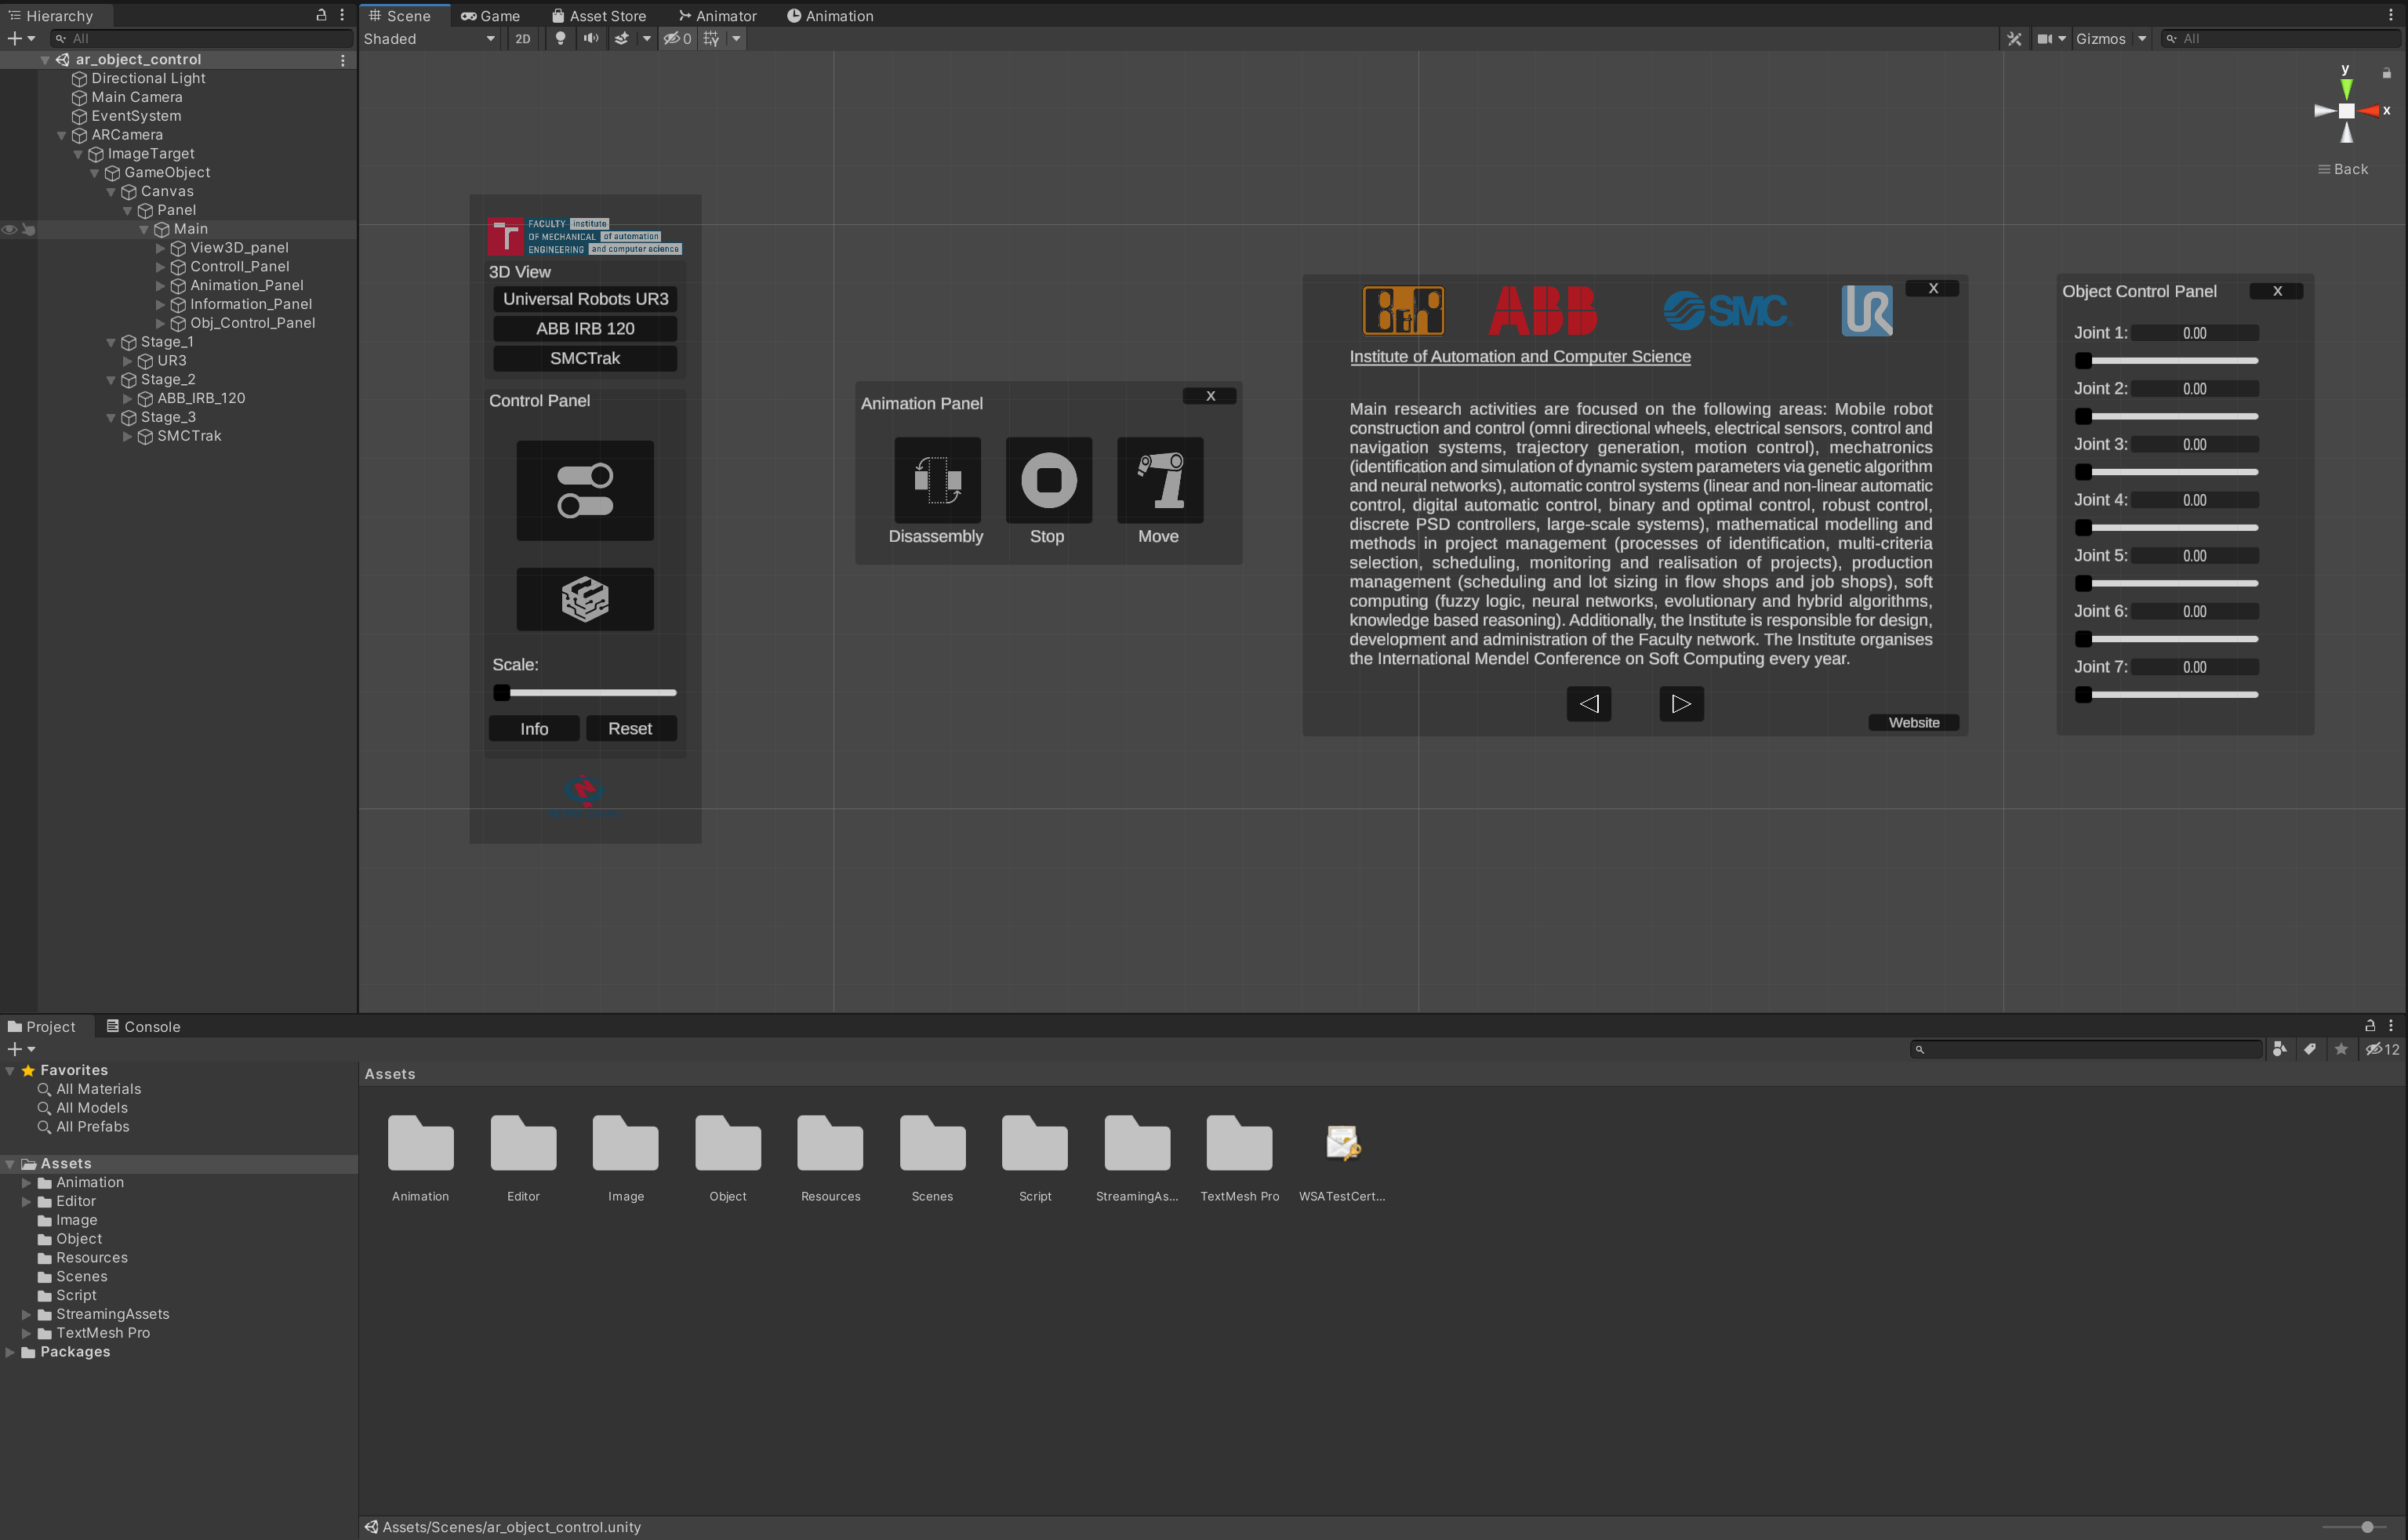 Hierarchy
All
ar_object_control
Directional Light
Main Camera
EventSystem
ARCamera
ImageTarget
GameObject
Canvas
Panel
Main
View3D_panel
Controll_Panel
Animation_Panel
Information_Panel
Obj_Control_Panel
Stage_1
UR3
Stage_2
ABB_IRB_120
Stage_3
SMCTrak
Scene Game Asset Store Animator Animation
Shaded 2D 0 Gizmos All
y
x
Back
T FACULTY institute
OF MECHANICAL of automation
ENGINEERING and computer science
3D View
Universal Robots UR3
ABB IRB 120
SMCTrak
Control Panel
Scale:
Info Reset
Animation Panel X
Disassembly Stop Move
ABB SMC UR X
Institute of Automation and Computer Science
Main research activities are focused on the following areas: Mobile robot
construction and control (omni directional wheels, electrical sensors, control and
navigation systems, trajectory generation, motion control), mechatronics
(identification and simulation of dynamic system parameters via genetic algorithm
and neural networks), automatic control systems (linear and non-linear automatic
control, digital automatic control, binary and optimal control, robust control,
discrete PSD controllers, large-scale systems), mathematical modelling and
methods in project management (processes of identification, multi-criteria
selection, scheduling, monitoring and realisation of projects), production
management (scheduling and lot sizing in flow shops and job shops), soft
computing (fuzzy logic, neural networks, evolutionary and hybrid algorithms,
knowledge based reasoning). Additionally, the Institute is responsible for design,
development and administration of the Faculty network. The Institute organises
the International Mendel Conference on Soft Computing every year.
Website
Object Control Panel X
Joint 1: 0.00
Joint 2: 0.00
Joint 3: 0.00
Joint 4: 0.00
Joint 5: 0.00
Joint 6: 0.00
Joint 7: 0.00
Project Console
12
Favorites
All Materials
All Models
All Prefabs
Assets
Animation
Editor
Image
Object
Resources
Scenes
Script
StreamingAssets
TextMesh Pro
Packages
Assets
Animation Editor Image Object Resources Scenes Script StreamingAs... TextMesh Pro WSATestCert...
Assets/Scenes/ar_object_control.unity